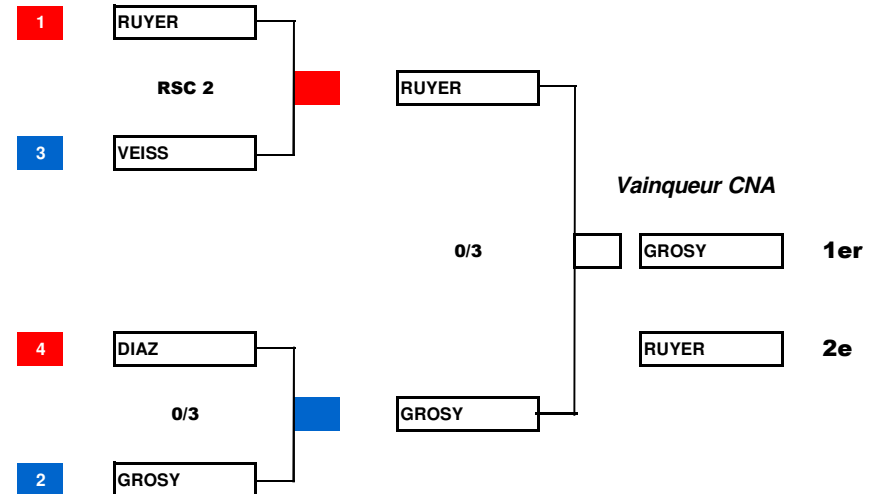 1 RUYER
RSC 2
RUYER
3 VEISS
Vainqueur CNA
0/3
GROSY 1er
4 DIAZ
RUYER 2e
0/3
GROSY
2 GROSY